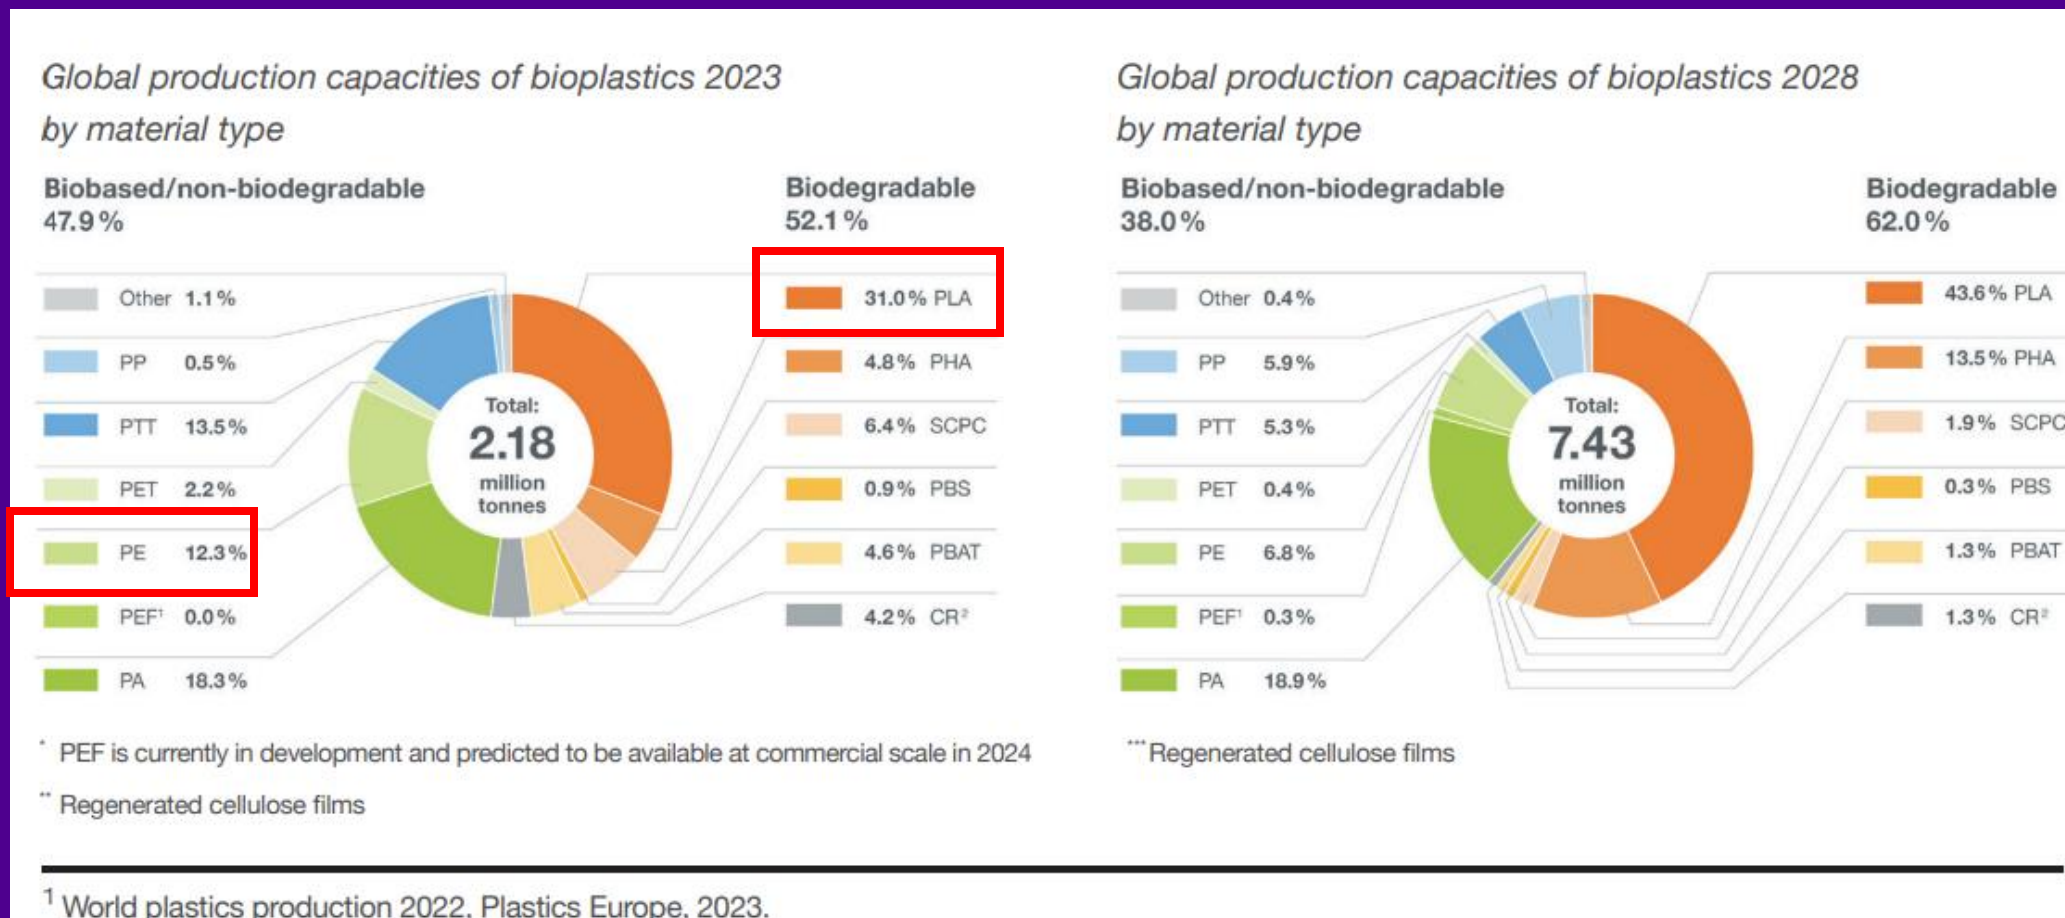 Global production capacities of bioplastics 2023
by material type
Biobased/non-biodegradable
47.9%
Biodegradable
52.1%
Other 1.1%
PP 0.5%
PTT 13.5%
PET 2.2%
PE 12.3%
PEF¹ 0.0%
PA 18.3%
Total:
2.18
million
tonnes
31.0% PLA
4.8% PHA
6.4% SCPC
0.9% PBS
4.6% PBAT
4.2% CR²
* PEF is currently in development and predicted to be available at commercial scale in 2024
** Regenerated cellulose films
Global production capacities of bioplastics 2028
by material type
Biobased/non-biodegradable
38.0%
Biodegradable
62.0%
Other 0.4%
PP 5.9%
PTT 5.3%
PET 0.4%
PE 6.8%
PEF¹ 0.3%
PA 18.9%
Total:
7.43
million
tonnes
43.6% PLA
13.5% PHA
1.9% SCPC
0.3% PBS
1.3% PBAT
1.3% CR²
*** Regenerated cellulose films
1 World plastics production 2022, Plastics Europe, 2023.